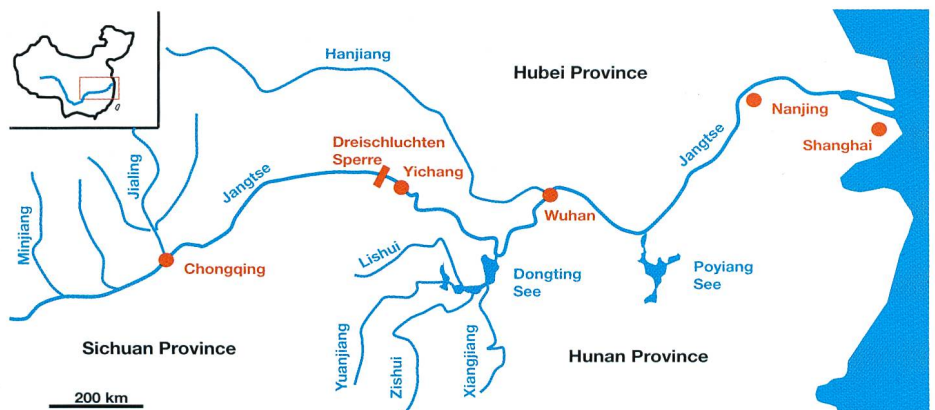 Hanjiang
Hubei Province
Nanjing
Shanghai
Jangtse
Dreischluchten
Sperre
Yichang
Jialing
Jangtse
Wuhan
Minjiang
Chongqing
Lishui
Dongting
See
Poyiang
See
Sichuan Province
Yuanjiang
Zishui
Xiangjiang
Hunan Province
200 km